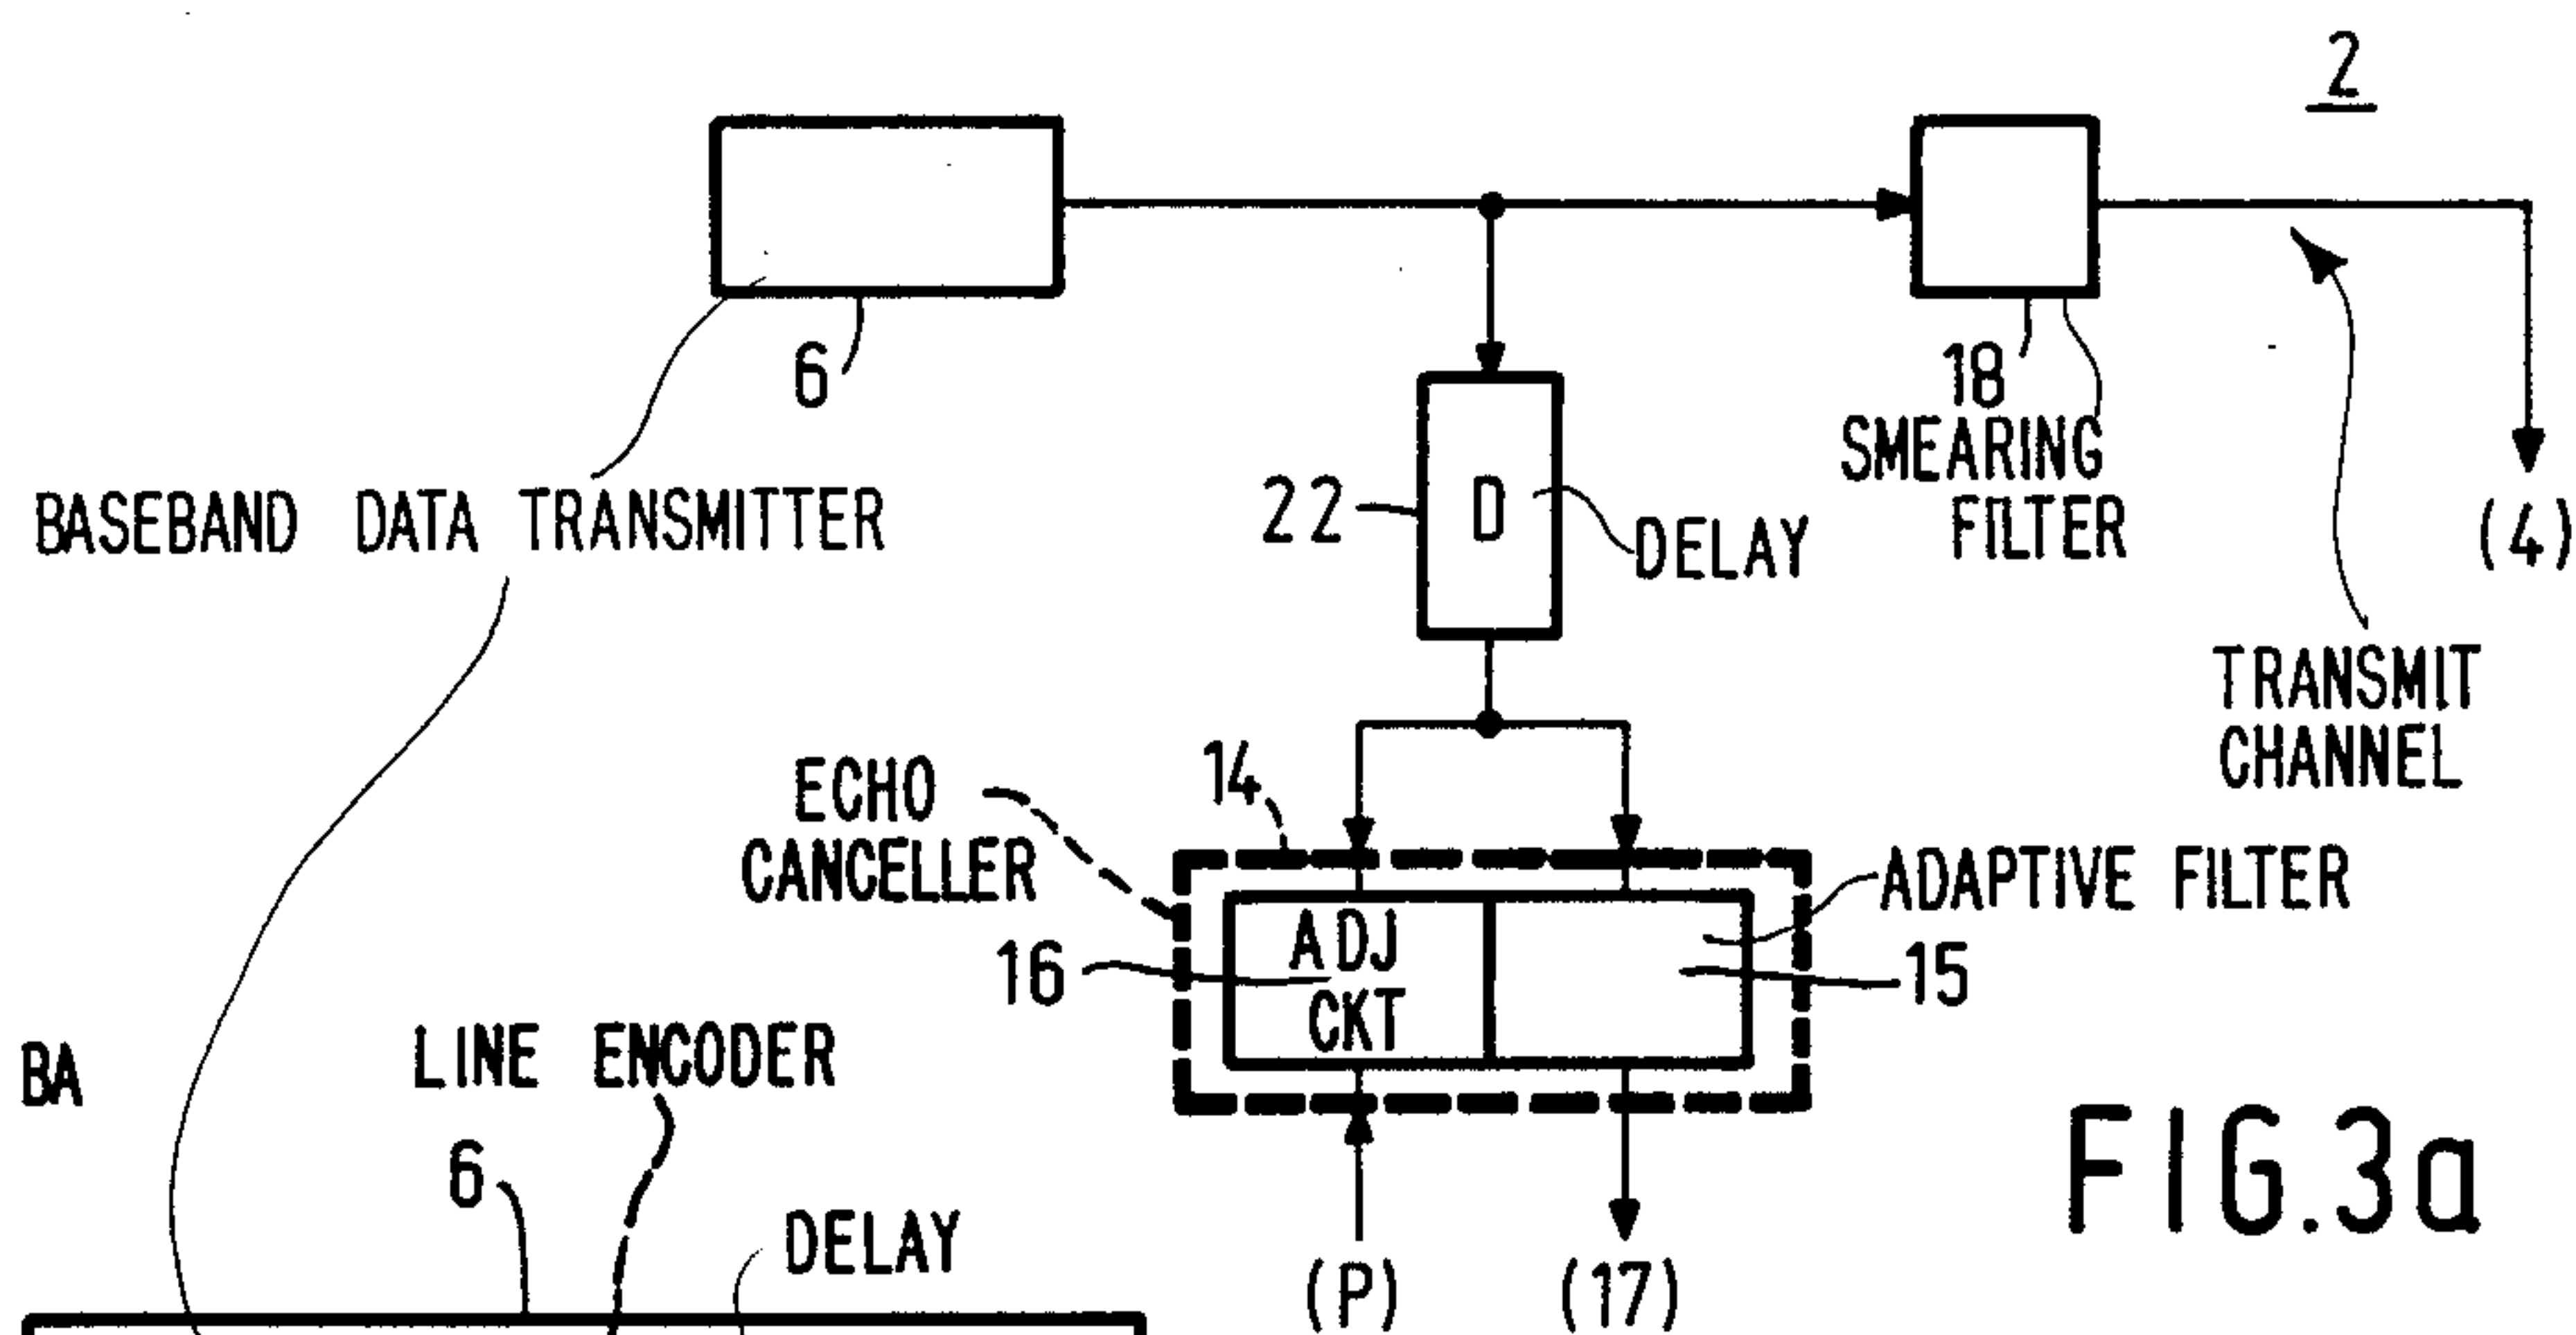 2
6
18
SMEARING
FILTER
BASEBAND DATA TRANSMITTER
22
D
DELAY
(4)
TRANSMIT
CHANNEL
ECHO
CANCELLER
14
ADAPTIVE FILTER
16
ADJ
CKT
15
BA
LINE ENCODER
6
DELAY
(P)
(17)
FIG.3a